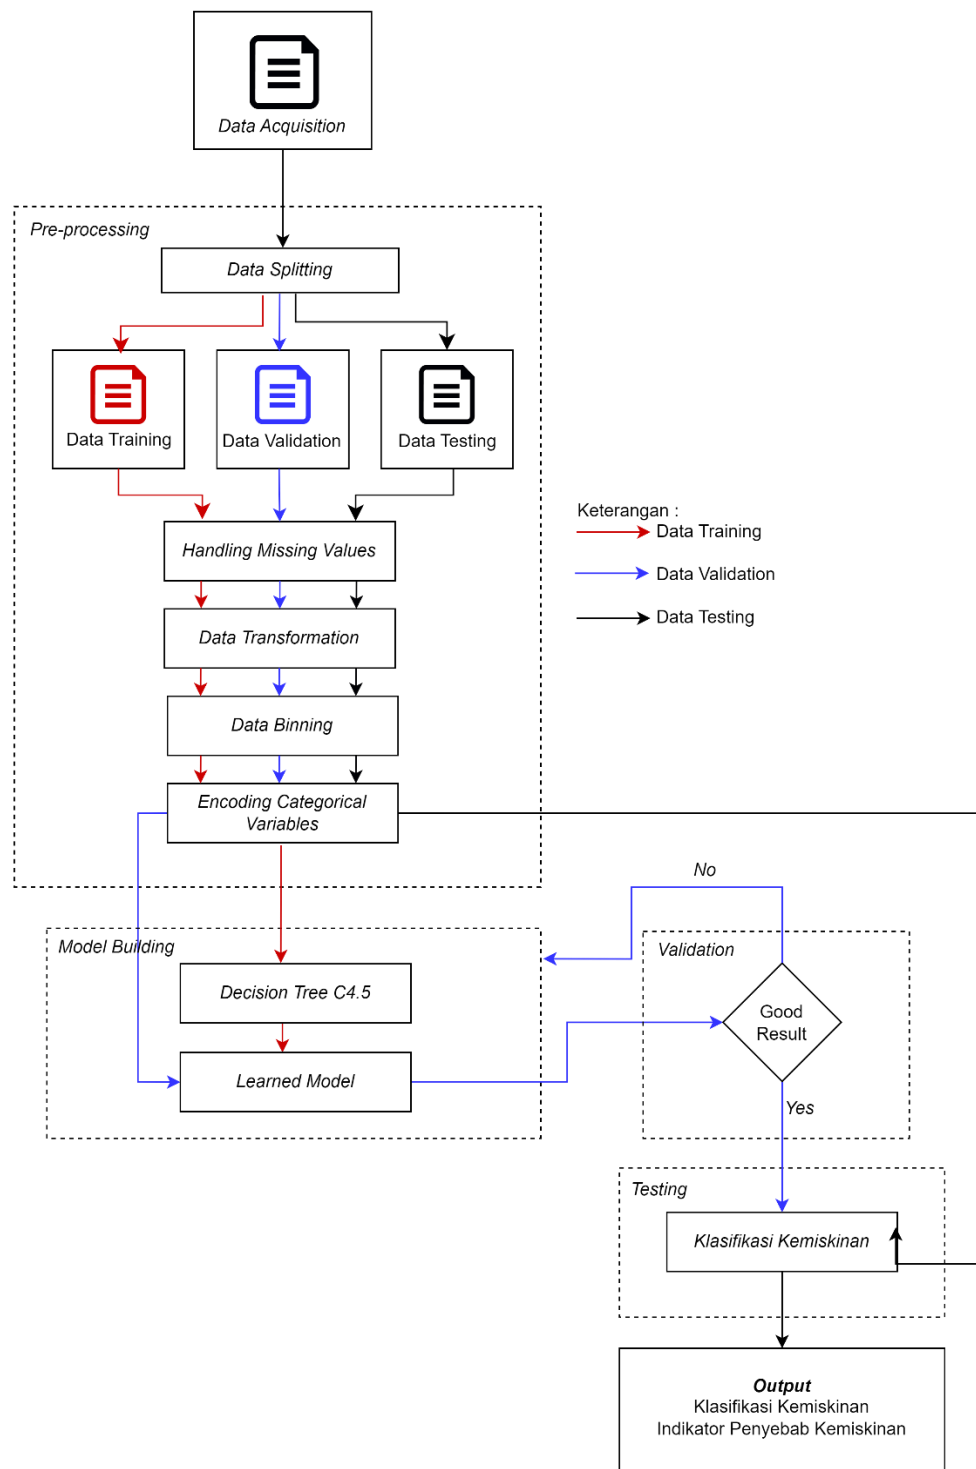 Data Acquisition
Pre-processing
Data Splitting
Data Training
Data Validation
Data Testing
Handling Missing Values
Keterangan :
Data Training
Data Validation
Data Testing
Data Transformation
Data Binning
Encoding Categorical
Variables
No
Model Building
Validation
Decision Tree C4.5
Good
Result
Learned Model
Yes
Testing
Klasifikasi Kemiskinan
Output
Klasifikasi Kemiskinan
Indikator Penyebab Kemiskinan